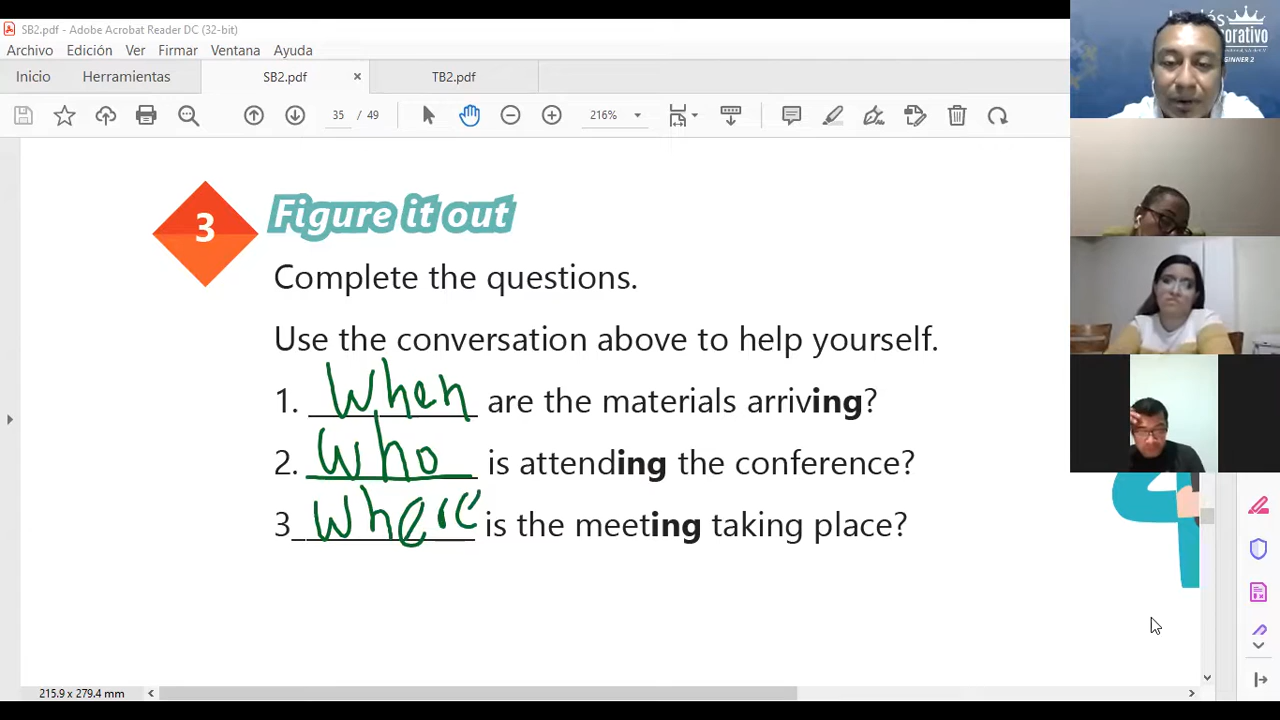 SB2.pdf - Adobe Acrobat Reader DC (32-bit)
Archivo Edición Ver Firmar Ventana Ayuda
Inicio Herramientas SB2.pdf × TB2.pdf
35 / 49 216%
3 Figure it out
Complete the questions.
Use the conversation above to help yourself.
1. When are the materials arriving?
2. Who is attending the conference?
3_ Where is the meeting taking place?
215.9 x 279.4 mm